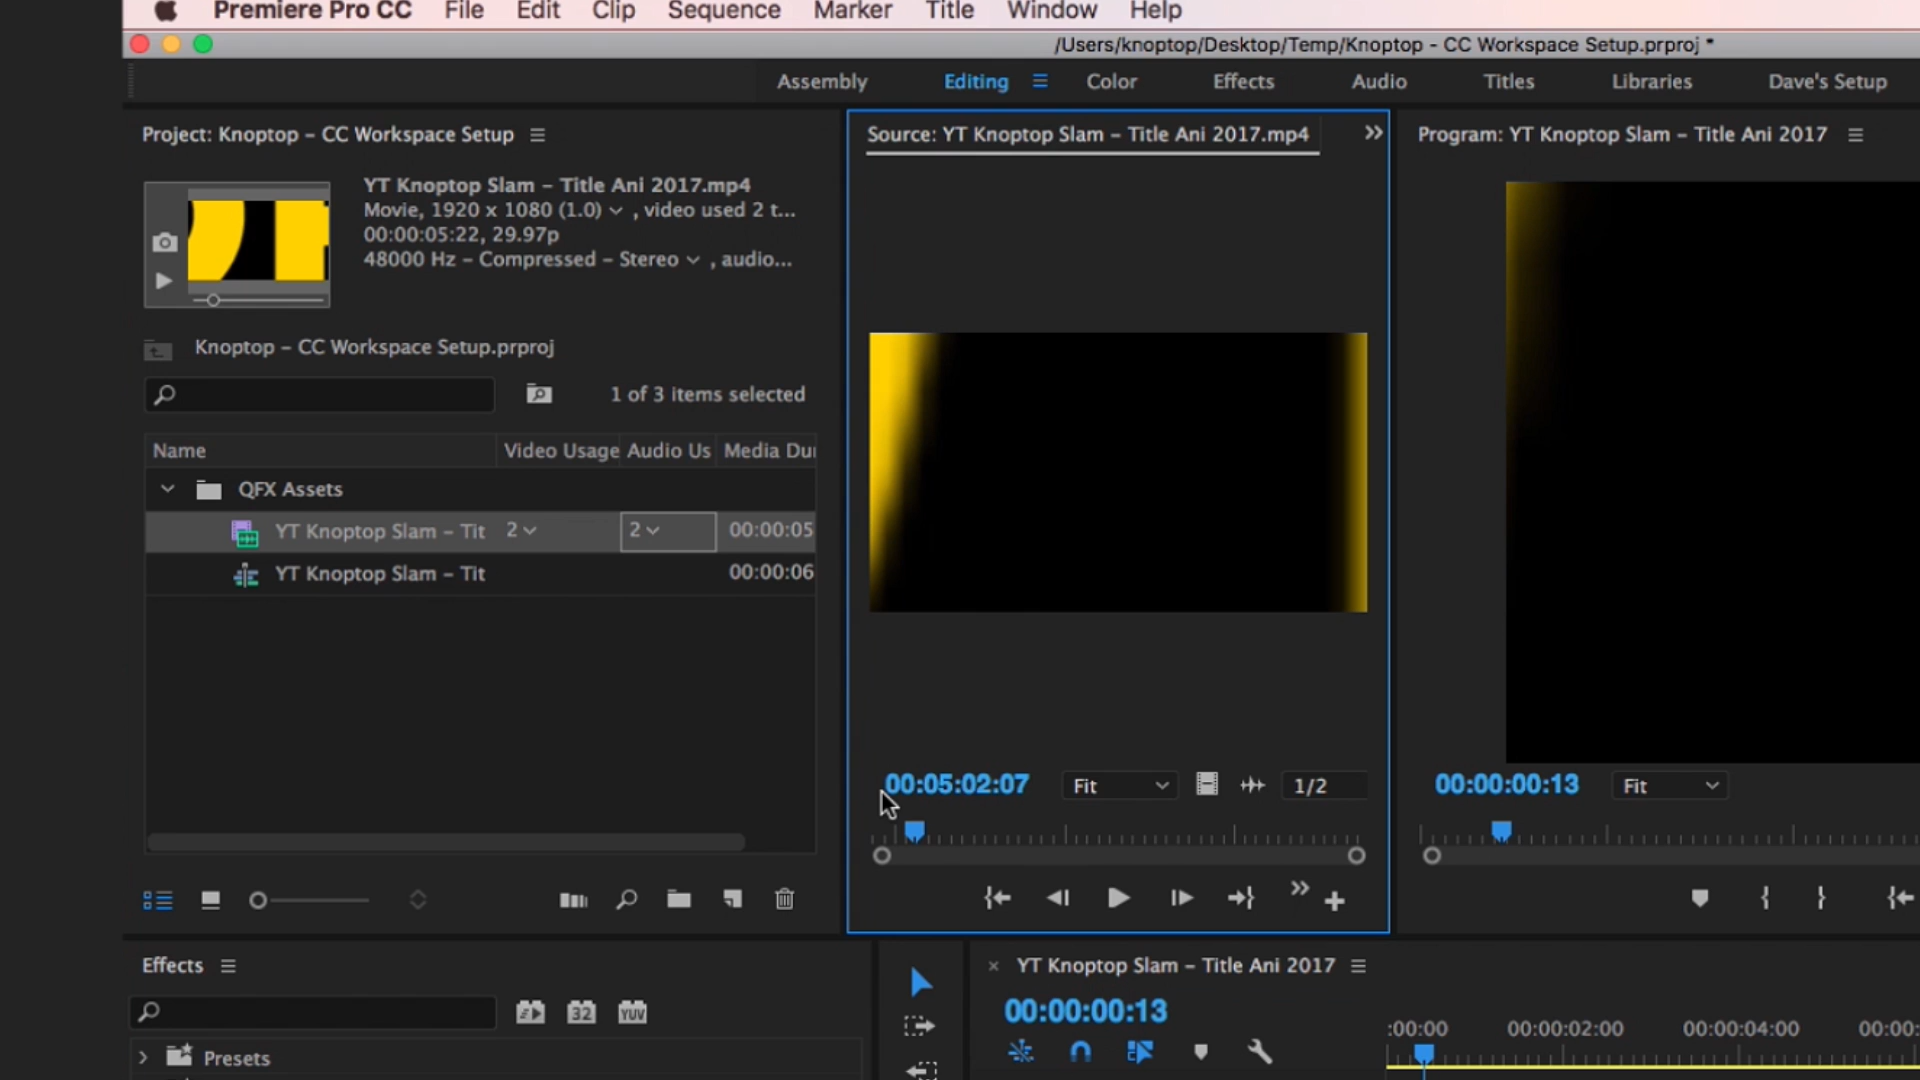 Premiere Pro CC File Edit Clip Sequence Marker Title Window Help
/Users/knoptop/Desktop/Temp/Knoptop - CC Workspace Setup.prproj *
Assembly Editing Color Effects Audio Titles Libraries Dave's Setup
Project: Knoptop - CC Workspace Setup
YT Knoptop Slam - Title Ani 2017.mp4
Movie, 1920 x 1080 (1.0) , video used 2 t...
00:00:05:22, 29.97p
48000 Hz - Compressed - Stereo , audio...
Knoptop - CC Workspace Setup.prproj
1 of 3 items selected
Name Video Usage Audio Us Media Du
QFX Assets
YT Knoptop Slam - Tit 2 2 00:00:05
YT Knoptop Slam - Tit 00:00:06
Source: YT Knoptop Slam - Title Ani 2017.mp4
00:05:02:07 Fit 1/2
Program: YT Knoptop Slam - Title Ani 2017
00:00:00:13 Fit
Effects
32 YUV
Presets
YT Knoptop Slam - Title Ani 2017
00:00:00:13
:00:00 00:00:02:00 00:00:04:00 00:00: